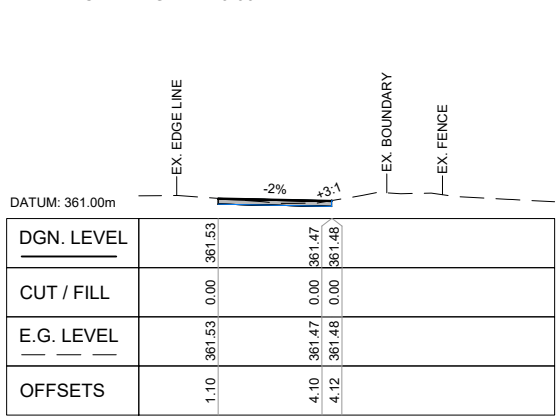 EX. EDGE LINE
EX. BOUNDARY
EX. FENCE
-2%
+3:1
DATUM: 361.00m
DGN. LEVEL 361.53 361.47 361.48
CUT / FILL 0.00 0.00 0.00
E.G. LEVEL 361.53 361.47 361.48
OFFSETS 1.10 4.10 4.12